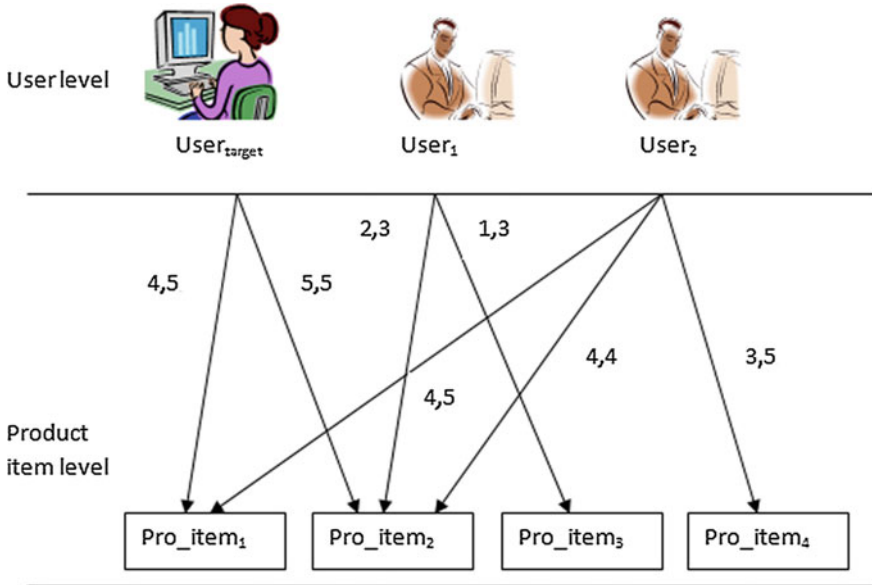 User level
User_target
User₁
User₂
2,3
1,3
4,5
5,5
4,4
3,5
4,5
Product
item level
Pro_item₁
Pro_item₂
Pro_item₃
Pro_item₄